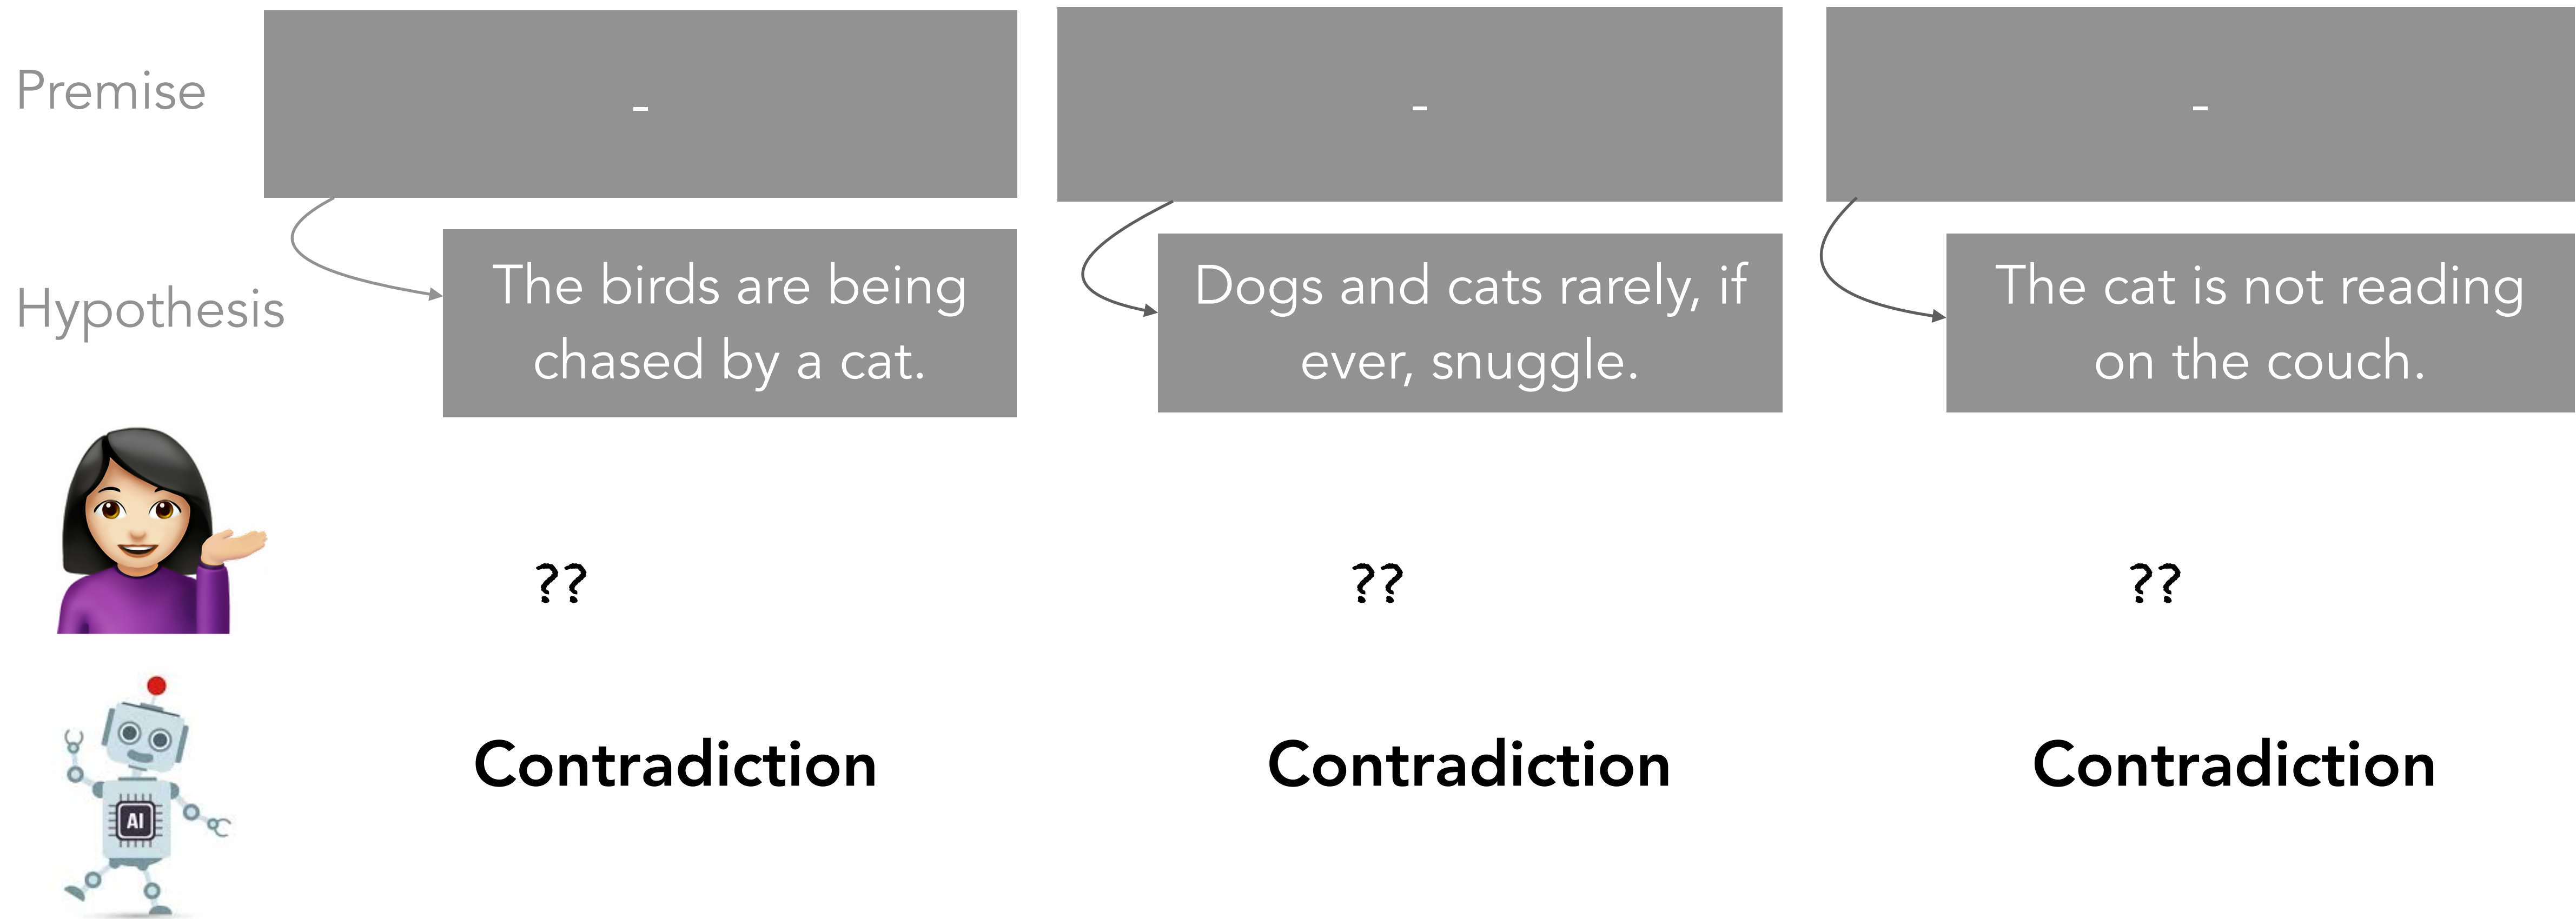 Premise
-
-
-
Hypothesis
The birds are being
chased by a cat.
Dogs and cats rarely, if
ever, snuggle.
The cat is not reading
on the couch.
??
??
??
AI
Contradiction
Contradiction
Contradiction